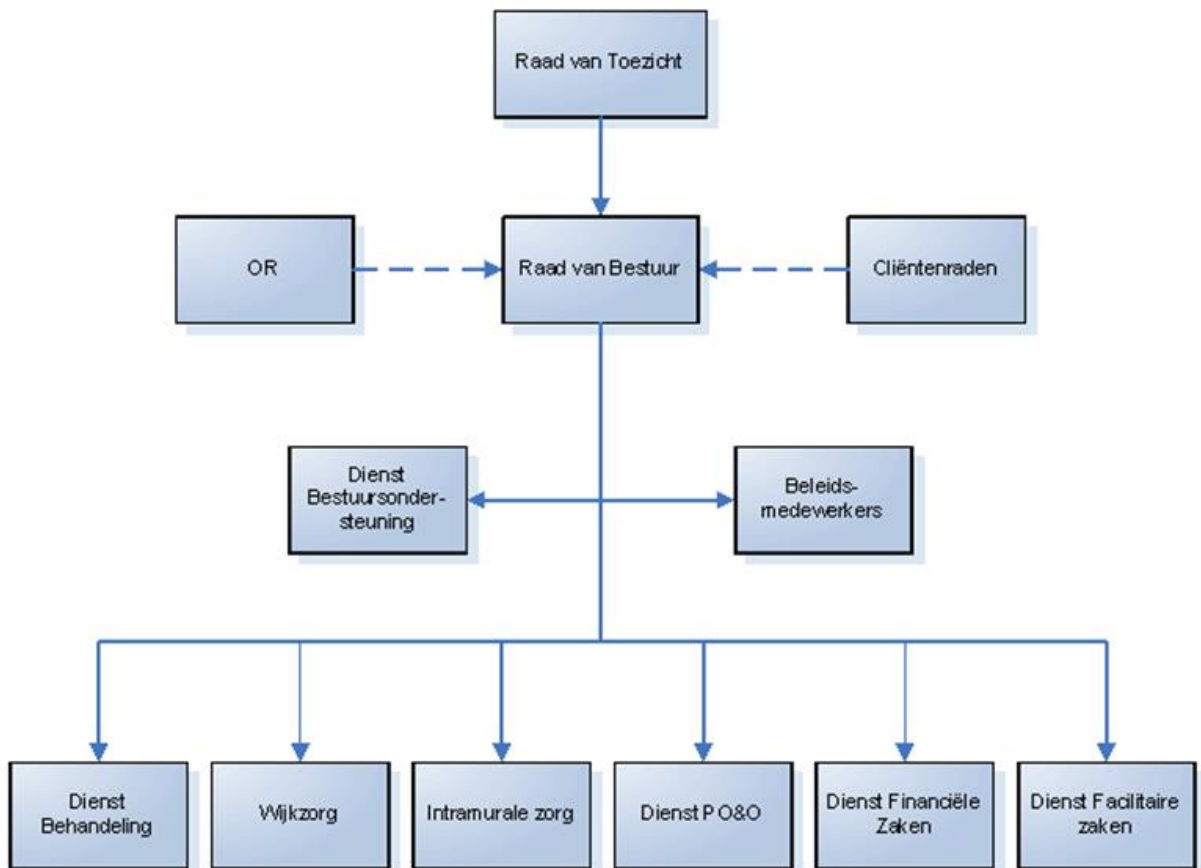 Raad van Toezicht
OR
Raad van Bestuur
Cliëntenraden
Dienst
Bestuursonder-
steuning
Beleids-
medewerkers
Dienst
Behandeling
Wijkzorg
Intramurale zorg
Dienst PO&O
Dienst Financiële
Zaken
Dienst Facilitaire
zaken